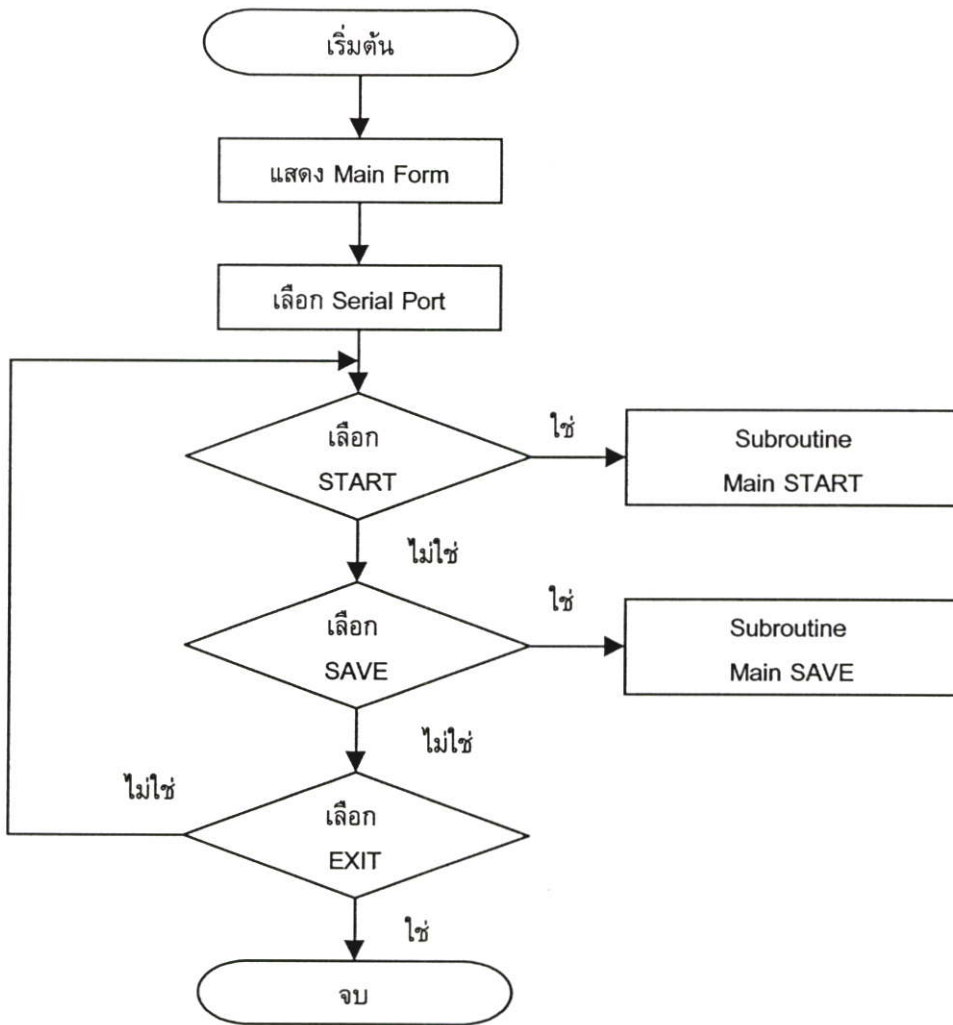 เริ่มต้น
แสดง Main Form
เลือก Serial Port
เลือก
START
ใช่
Subroutine
Main START
ไม่ใช่
เลือก
SAVE
ใช่
Subroutine
Main SAVE
ไม่ใช่
ไม่ใช่
เลือก
EXIT
ใช่
จบ